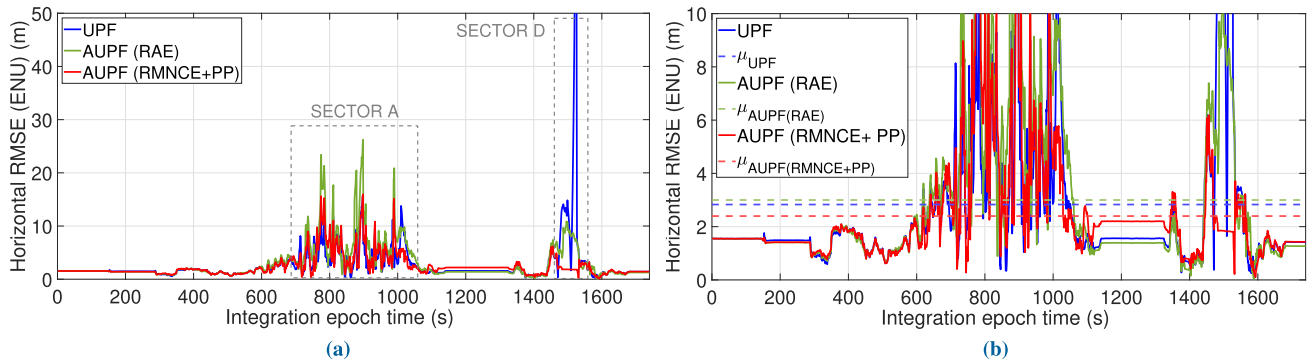 Horizontal RMSE (ENU) (m)
50
40
30
20
10
0
UPF
AUPF (RAE)
AUPF (RMNCE+PP)
SECTOR A
SECTOR D
0 200 400 600 800 1000 1200 1400 1600
Integration epoch time (s)
(a)
Horizontal RMSE (ENU) (m)
10
8
6
4
2
0
UPF
μUPF
AUPF (RAE)
μAUPF(RAE)
AUPF (RMNCE+ PP)
μAUPF(RMNCE+PP)
0 200 400 600 800 1000 1200 1400 1600
Integration epoch time (s)
(b)